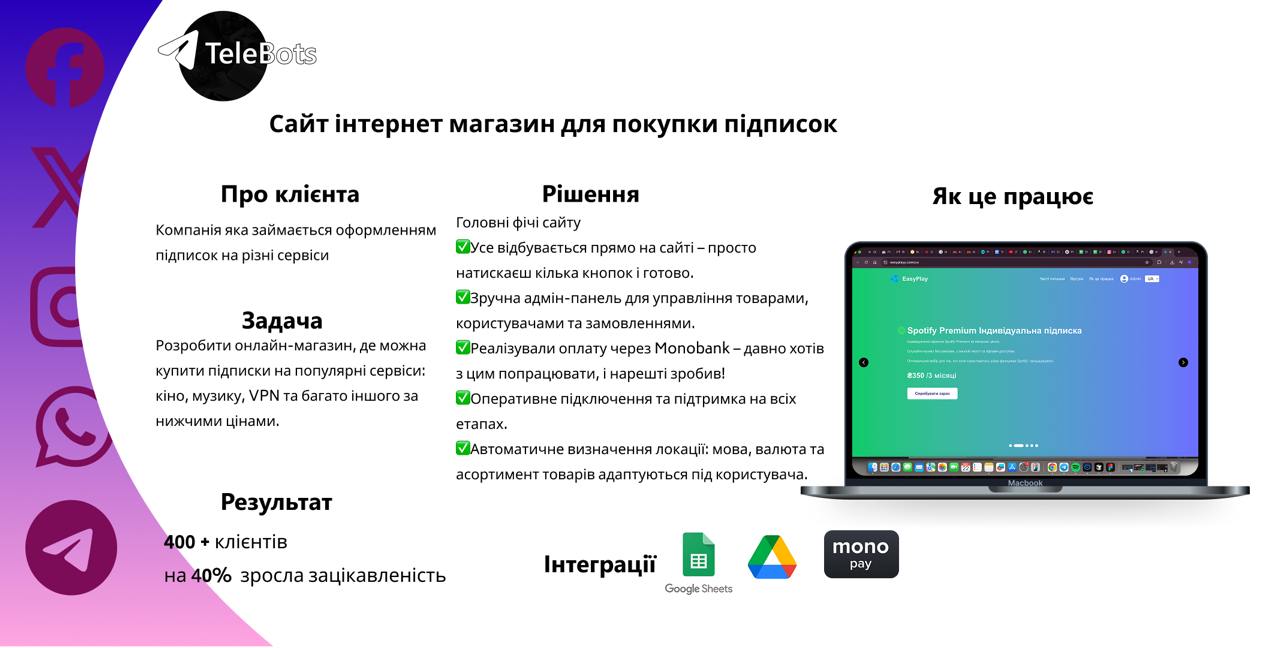 TeleBots
Сайт інтернет магазин для покупки підписок
Про клієнта
Компанія яка займається оформленням
підписок на різні сервіси
Задача
Розробити онлайн-магазин, де можна
купити підписки на популярні сервіси:
кіно, музику, VPN та багато іншого за
нижчими цінами.
Результат
400 + клієнтів
на 40% зросла зацікавленість
Рішення
Головні фічі сайту
✅Усе відбувається прямо на сайті – просто
натискаєш кілька кнопок і готово.
✅Зручна адмін-панель для управління товарами,
користувачами та замовленнями.
✅Реалізували оплату через Monobank – давно хотів
з цим попрацювати, і нарешті зробив!
✅Оперативне підключення та підтримка на всіх
етапах.
✅Автоматичне визначення локації: мова, валюта та
асортимент товарів адаптуються під користувача.
Як це працює
EasyPlay
Spotify Premium Індивідуальна підписка
₴350 /3 місяці
Спробувати зараз
Macbook
Інтеграції
Google Sheets
mono
pay